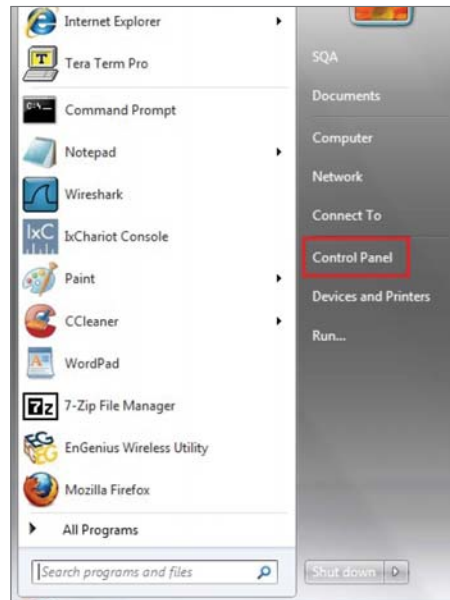 Internet Explorer
Tera Term Pro
Command Prompt
Notepad
Wireshark
IxChariot Console
Paint
CCleaner
WordPad
7-Zip File Manager
EnGenius Wireless Utility
Mozilla Firefox
All Programs
Search programs and files
SQA
Documents
Computer
Network
Connect To
Control Panel
Devices and Printers
Run...
Shut down